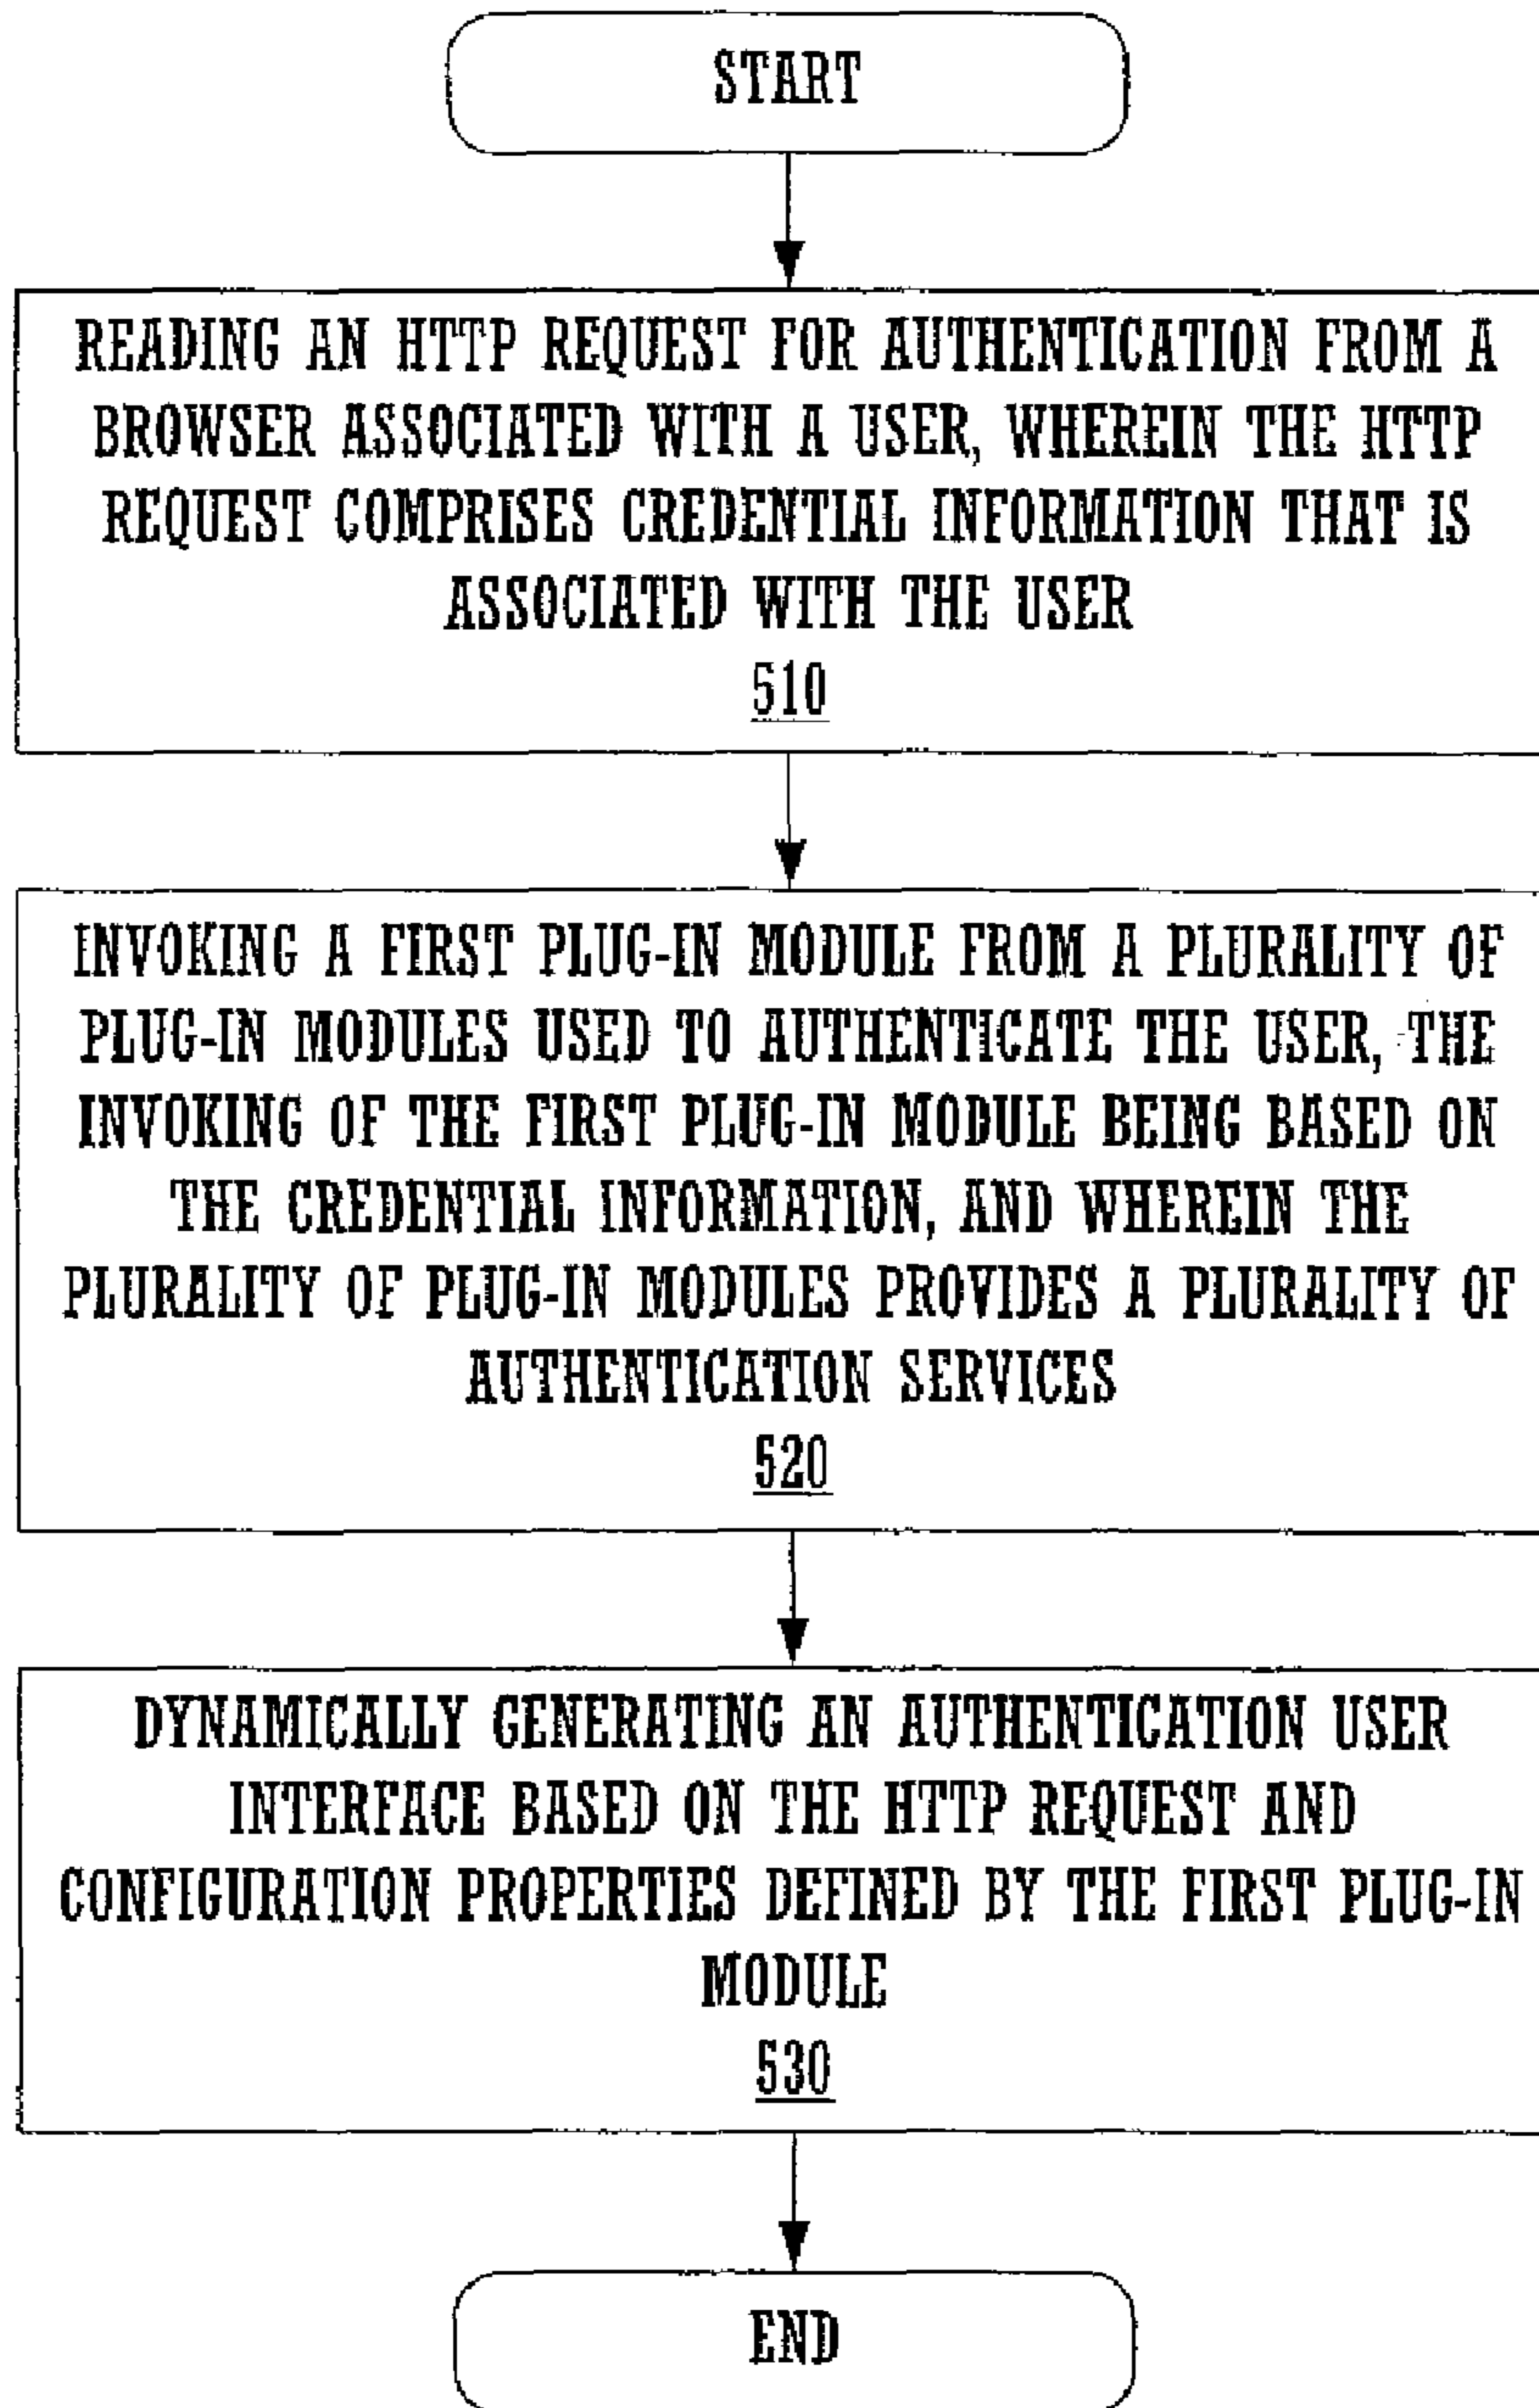 START
READING AN HTTP REQUEST FOR AUTHENTICATION FROM A
BROWSER ASSOCIATED WITH A USER, WHEREIN THE HTTP
REQUEST COMPRISES CREDENTIAL INFORMATION THAT IS
ASSOCIATED WITH THE USER
510
INVOKING A FIRST PLUG-IN MODULE FROM A PLURALITY OF
PLUG-IN MODULES USED TO AUTHENTICATE THE USER, THE
INVOKING OF THE FIRST PLUG-IN MODULE BEING BASED ON
THE CREDENTIAL INFORMATION, AND WHEREIN THE
PLURALITY OF PLUG-IN MODULES PROVIDES A PLURALITY OF
AUTHENTICATION SERVICES
520
DYNAMICALLY GENERATING AN AUTHENTICATION USER
INTERFACE BASED ON THE HTTP REQUEST AND
CONFIGURATION PROPERTIES DEFINED BY THE FIRST PLUG-IN
MODULE
530
END